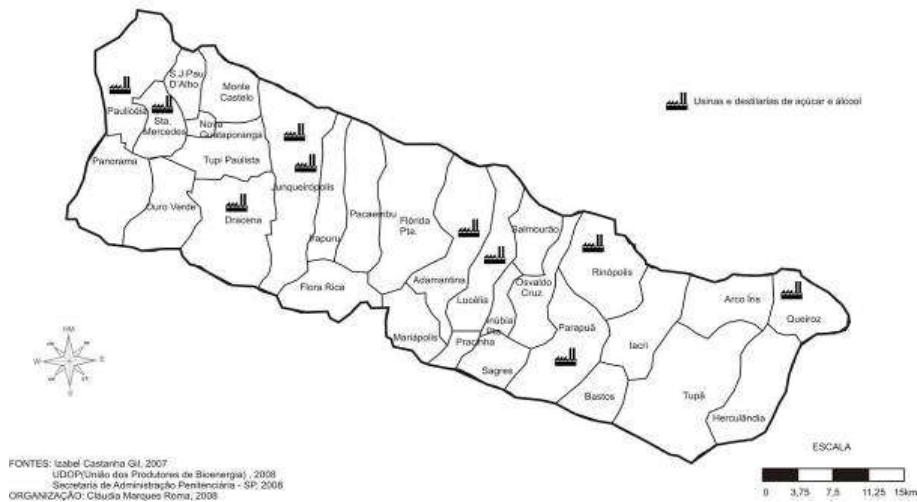 S.J.Pau
D'Alho
Monte
Castelo
Paulicéia
Sta.
Mercedes
Nova
Guataporanga
Usinas e destilarias de açúcar e álcool
Panorama
Tupi Paulista
Junqueirópolis
Ouro Verde
Dracena
Pacaembu
Flórida
Pta.
Salmourão
Irapuru
Rinópolis
Flora Rica
Adamantina
Osvaldo
Cruz
Arco Íris
Lucélia
Queiroz
Inúbia
Pta.
Parapuã
Mariápolis
Pracinha
Iacri
Sagres
Bastos
Tupã
Herculândia
NM
W
E
S
FONTES: Izabel Castanha Gil, 2007
UDOP(União dos Produtores de Bioenergia) , 2008
Secretaria de Administração Penitenciária - SP, 2008
ORGANIZAÇÃO: Cláudia Marques Roma, 2008
ESCALA
0 3,75 7,5 11,25 15km